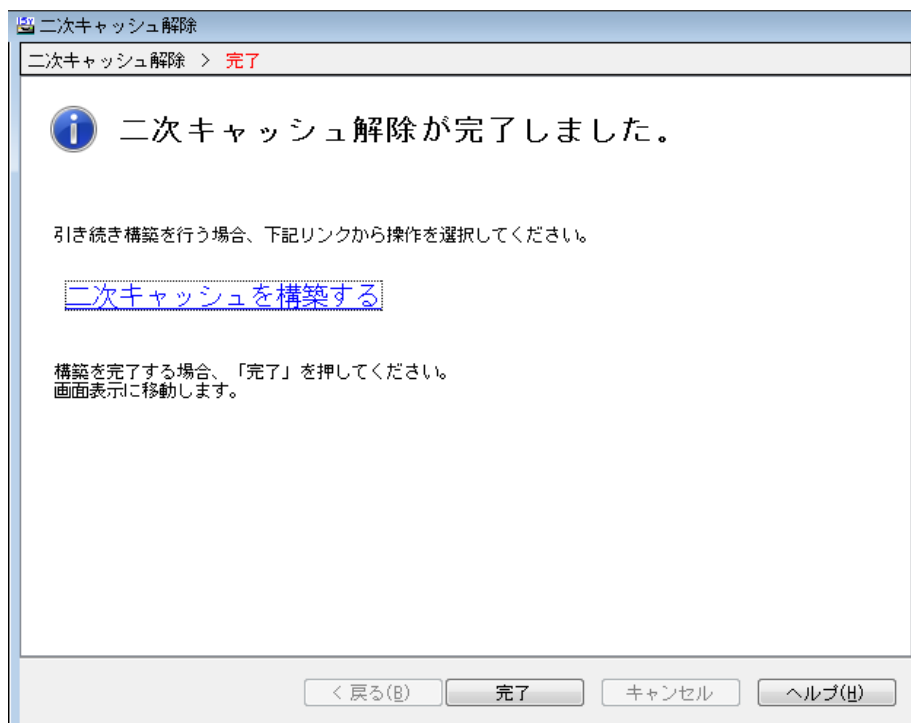 二次キャッシュ解除
二次キャッシュ解除 > 完了
二次キャッシュ解除が完了しました。
引き続き構築を行う場合、下記リンクから操作を選択してください。
二次キャッシュを構築する
構築を完了する場合、「完了」を押してください。
画面表示に移動します。
< 戻る(B) 完了 キャンセル ヘルプ(H)